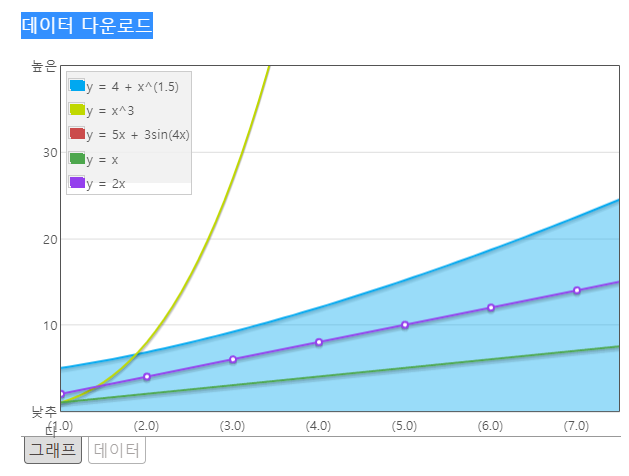 데이터 다운로드
높은
y = 4 + x^(1.5)
y = x^3
y = 5x + 3sin(4x)
y = x
y = 2x
30
20
10
낮추
다
(1.0) (2.0) (3.0) (4.0) (5.0) (6.0) (7.0)
그래프 데이터